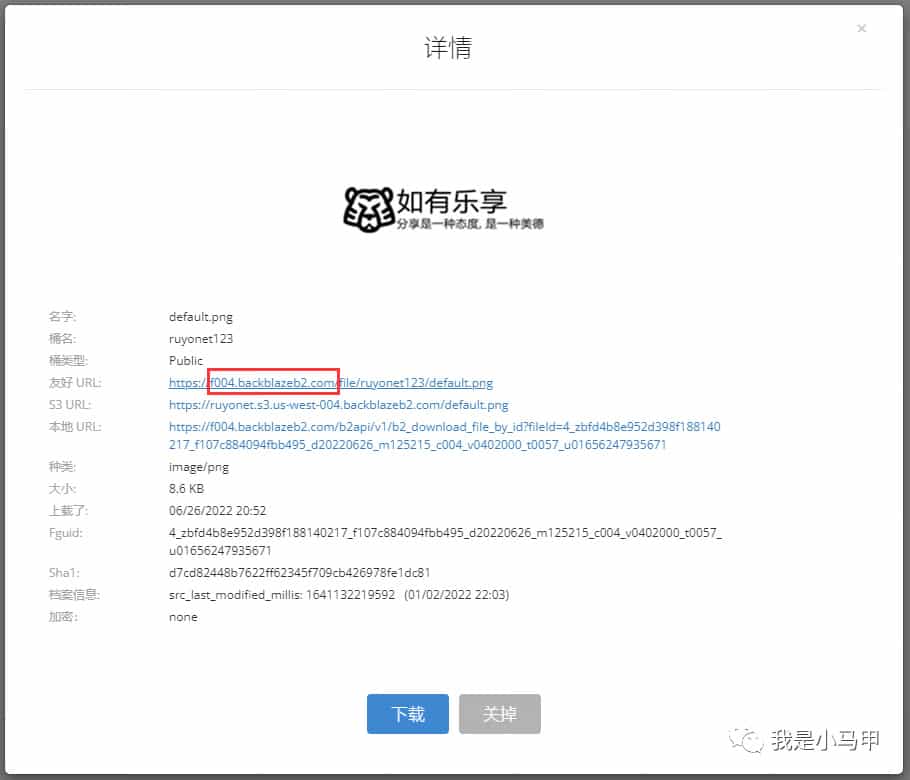 ×
详情
如有乐享
分享是一种态度, 是一种美德
名字: default.png
桶名: ruyonet123
桶类型: Public
友好 URL: https://f004.backblazeb2.com/file/ruyonet123/default.png
S3 URL: https://ruyonet.s3.us-west-004.backblazeb2.com/default.png
本地 URL: https://f004.backblazeb2.com/b2api/v1/b2_download_file_by_id?fileId=4_zbfd4b8e952d398f188140
217_f107c884094fbb495_d20220626_m125215_c004_v0402000_t0057_u01656247935671
种类: image/png
大小: 8.6 KB
上载了: 06/26/2022 20:52
Fguid: 4_zbfd4b8e952d398f188140217_f107c884094fbb495_d20220626_m125215_c004_v0402000_t0057_
u01656247935671
Sha1: d7cd82448b7622ff62345f709cb426978fe1dc81
档案信息: src_last_modified_millis: 1641132219592 (01/02/2022 22:03)
加密: none
下载 关掉
我是小马甲